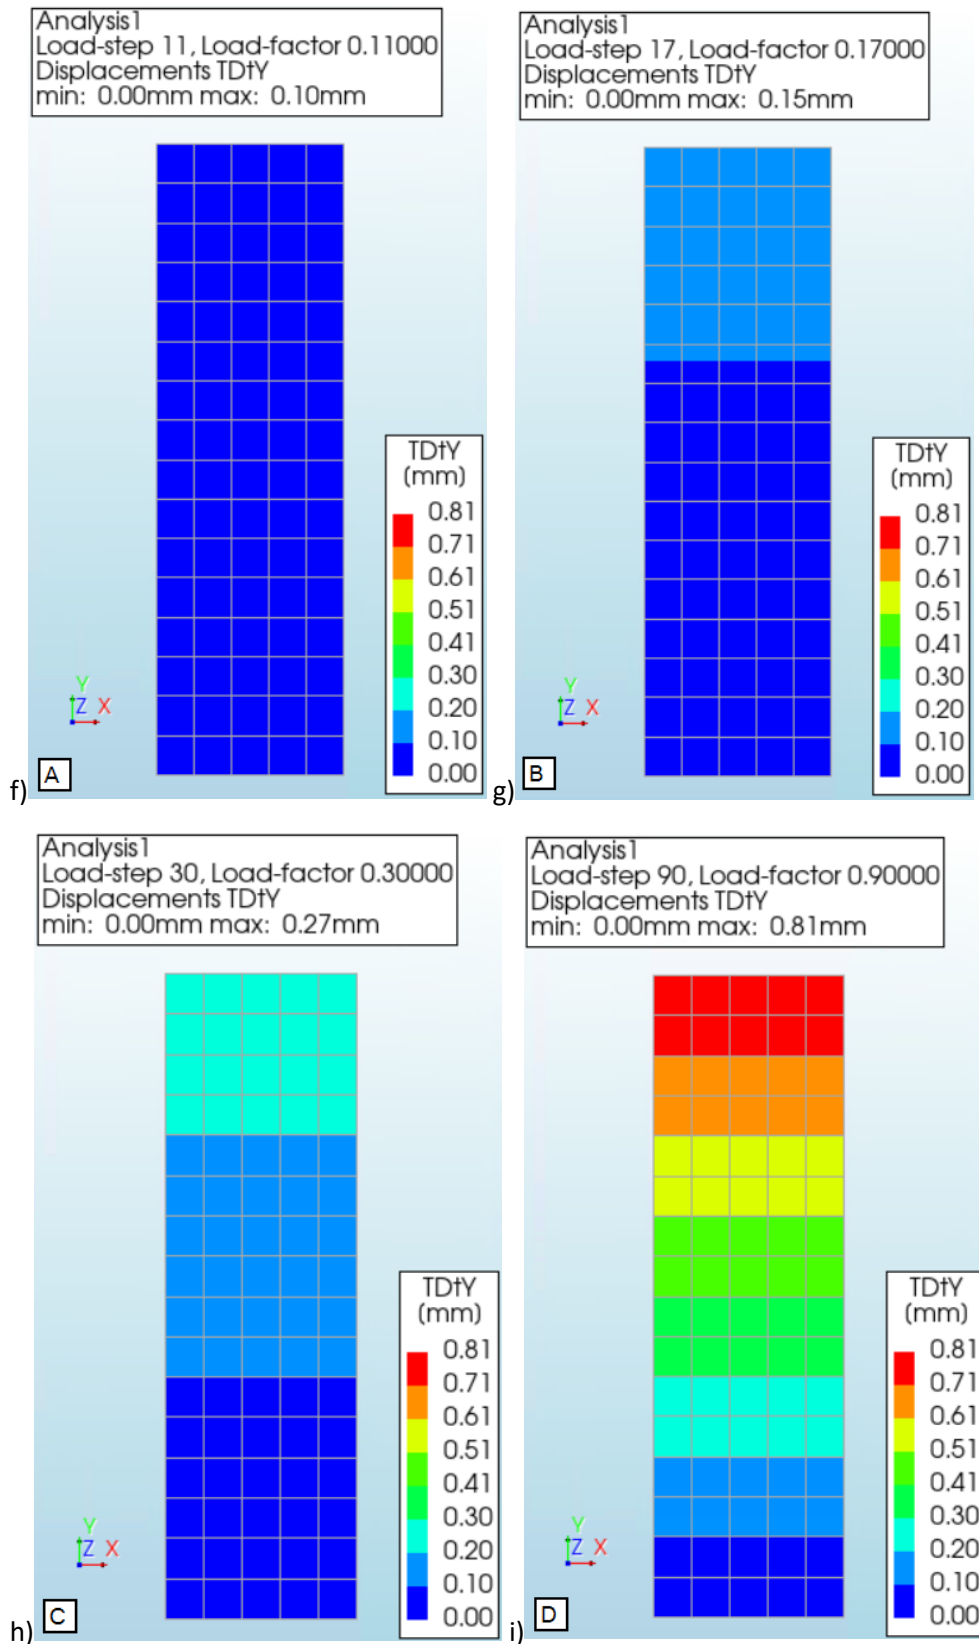 Analysis1
Load-step 11, Load-factor 0.11000
Displacements TDtY
min: 0.00mm max: 0.10mm
TDtY
(mm)
0.81
0.71
0.61
0.51
0.41
0.30
0.20
0.10
0.00
Y
Z X
f) A
Analysis1
Load-step 17, Load-factor 0.17000
Displacements TDtY
min: 0.00mm max: 0.15mm
TDtY
(mm)
0.81
0.71
0.61
0.51
0.41
0.30
0.20
0.10
0.00
Y
Z X
g) B
Analysis1
Load-step 30, Load-factor 0.30000
Displacements TDtY
min: 0.00mm max: 0.27mm
TDtY
(mm)
0.81
0.71
0.61
0.51
0.41
0.30
0.20
0.10
0.00
Y
Z X
h) C
Analysis1
Load-step 90, Load-factor 0.90000
Displacements TDtY
min: 0.00mm max: 0.81mm
TDtY
(mm)
0.81
0.71
0.61
0.51
0.41
0.30
0.20
0.10
0.00
Y
Z X
i) D